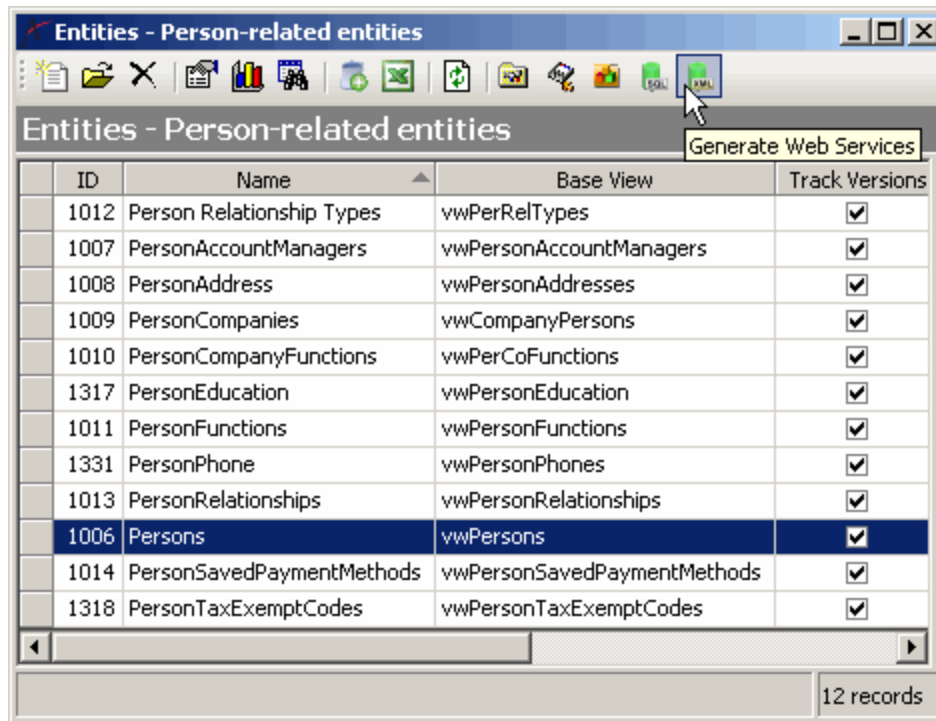 Entities - Person-related entities
SQL XML
Entities - Person-related entities
Generate Web Services
ID Name Base View Track Versions
1012 Person Relationship Types vwPerRelTypes
1007 PersonAccountManagers vwPersonAccountManagers
1008 PersonAddress vwPersonAddresses
1009 PersonCompanies vwCompanyPersons
1010 PersonCompanyFunctions vwPerCoFunctions
1317 PersonEducation vwPersonEducation
1011 PersonFunctions vwPersonFunctions
1331 PersonPhone vwPersonPhones
1013 PersonRelationships vwPersonRelationships
1006 Persons vwPersons
1014 PersonSavedPaymentMethods vwPersonSavedPaymentMethods
1318 PersonTaxExemptCodes vwPersonTaxExemptCodes
12 records